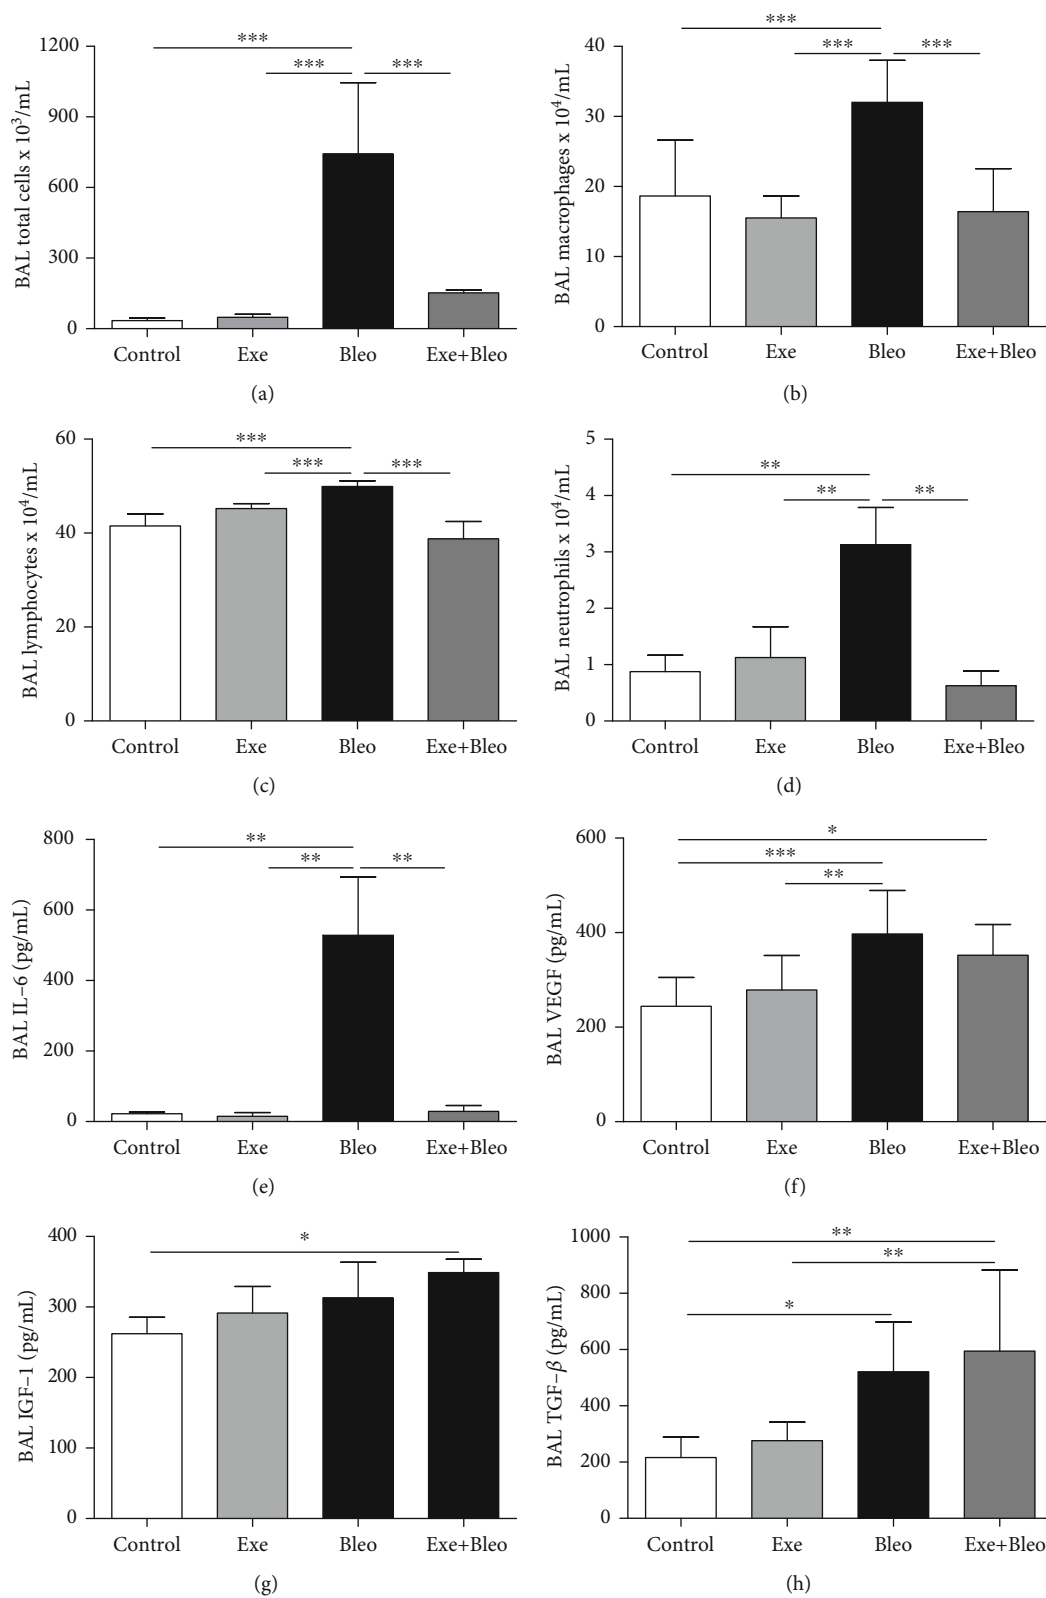 BAL total cells x 10³/mL
1200
900
600
300
0
***
***
***
Control Exe Bleo Exe+Bleo
(a)
BAL macrophages x 10⁴/mL
40
30
20
10
0
***
***
***
Control Exe Bleo Exe+Bleo
(b)
BAL lymphocytes x 10⁴/mL
60
40
20
0
***
***
***
Control Exe Bleo Exe+Bleo
(c)
BAL neutrophils x 10⁴/mL
5
4
3
2
1
0
**
**
**
Control Exe Bleo Exe+Bleo
(d)
BAL IL–6 (pg/mL)
800
600
400
200
0
**
**
**
Control Exe Bleo Exe+Bleo
(e)
BAL VEGF (pg/mL)
600
400
200
0
*
***
**
Control Exe Bleo Exe+Bleo
(f)
BAL IGF–1 (pg/mL)
400
300
200
100
0
*
Control Exe Bleo Exe+Bleo
(g)
BAL TGF–β (pg/mL)
1000
800
600
400
200
0
**
**
*
Control Exe Bleo Exe+Bleo
(h)